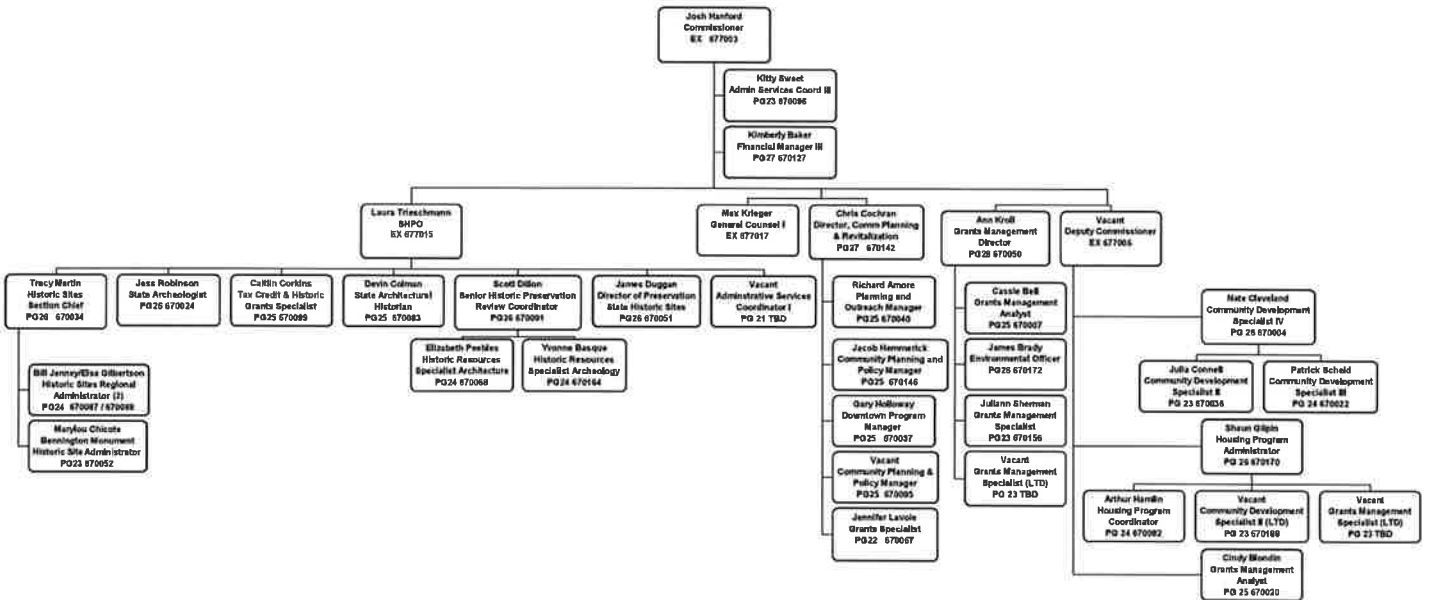 Josh Hanford
Commissioner
EX 677003
Kitty Sweet
Admin Services Coord III
PG23 670096
Kimberly Baker
Financial Manager III
PG27 670127
Laura Trieschmann
SHPO
EX 677015
Max Krieger
General Counsel I
EX 677017
Chris Cochran
Director, Comm Planning
& Revitalization
PG27 670142
Ann Kroll
Grants Management
Director
PG28 670050
Vacant
Deputy Commissioner
EX 677006
Tracy Martin
Historic Sites
Section Chief
PG26 670034
Jess Robinson
State Archeologist
PG26 670024
Caitlin Corkins
Tax Credit & Historic
Grants Specialist
PG25 670099
Devin Colman
State Architectural
Historian
PG25 670083
Scott Dillon
Senior Historic Preservation
Review Coordinator
PG26 670091
James Duggan
Director of Preservation
State Historic Sites
PG26 670051
Vacant
Adminstrative Services
Coordinator I
PG 21 TBD
Elizabeth Peebles
Historic Resources
Specialist Architecture
PG24 670068
Yvonne Basque
Historic Resources
Specialist Archeology
PG24 670164
Bill Jenney/Elsa Gilbertson
Historic Sites Regional
Administrator (2)
PG24 670087 / 670088
Marylou Chicote
Bennington Monument
Historic Site Administrator
PG23 670052
Richard Amore
Planning and
Outreach Manager
PG25 670040
Jacob Hemmerick
Community Planning and
Policy Manager
PG25 670146
Gary Holloway
Downtown Program
Manager
PG25 670037
Vacant
Community Planning &
Policy Manager
PG25 670095
Jennifer Lavoie
Grants Specialist
PG22 670067
Cassie Bell
Grants Management
Analyst
PG25 670007
James Brady
Environmental Officer
PG26 670172
Juliann Sherman
Grants Management
Specialist
PG23 670156
Vacant
Grants Management
Specialist (LTD)
PG 23 TBD
Nate Cleveland
Community Development
Specialist IV
PG 26 670004
Julia Connell
Community Development
Specialist II
PG 23 670036
Patrick Scheld
Community Development
Specialist III
PG 24 670022
Shaun Gilpin
Housing Program
Administrator
PG 26 670170
Arthur Hamlin
Housing Program
Coordinator
PG 24 670082
Vacant
Community Development
Specialist II (LTD)
PG 23 670189
Vacant
Grants Management
Specialist (LTD)
PG 23 TBD
Cindy Blondin
Grants Management
Analyst
PG 25 670020